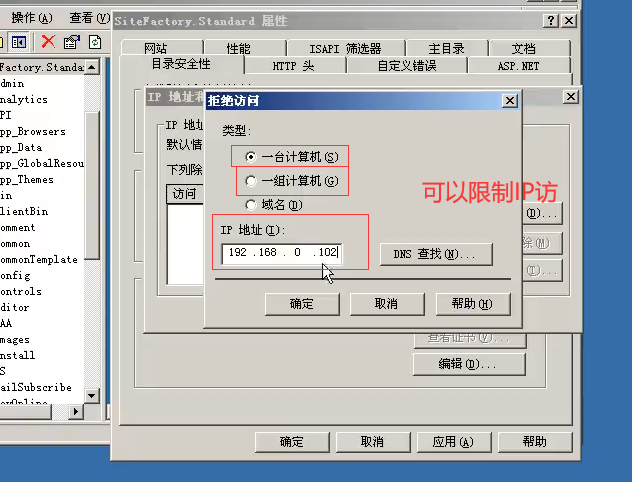 操作(A) 查看(V)
SiteFactory.Standard 属性
网站 性能 ISAPI 筛选器 主目录 文档
目录安全性 HTTP 头 自定义错误 ASP.NET
Factory.Standa
dmin
nalytics
PI
pp_Browsers
pp_Data
pp_GlobalResou
pp_Themes
in
lientBin
omment
ommon
ommonTemplate
onfig
ontrols
ditor
AA
mages
nstall
S
ailSubscribe
IP 地址和
IP 地址
默认情
下列除
访问
拒绝访问
类型:
一台计算机(S)
一组计算机(G)
域名(D)
IP 地址(I):
192 .168 . 0 .102
DNS 查找(N)...
确定 取消 帮助(H)
可以限制IP访
(D)...
除(M)
(I)...
查看证书(V)...
编辑(D)...
确定 取消 应用(A) 帮助